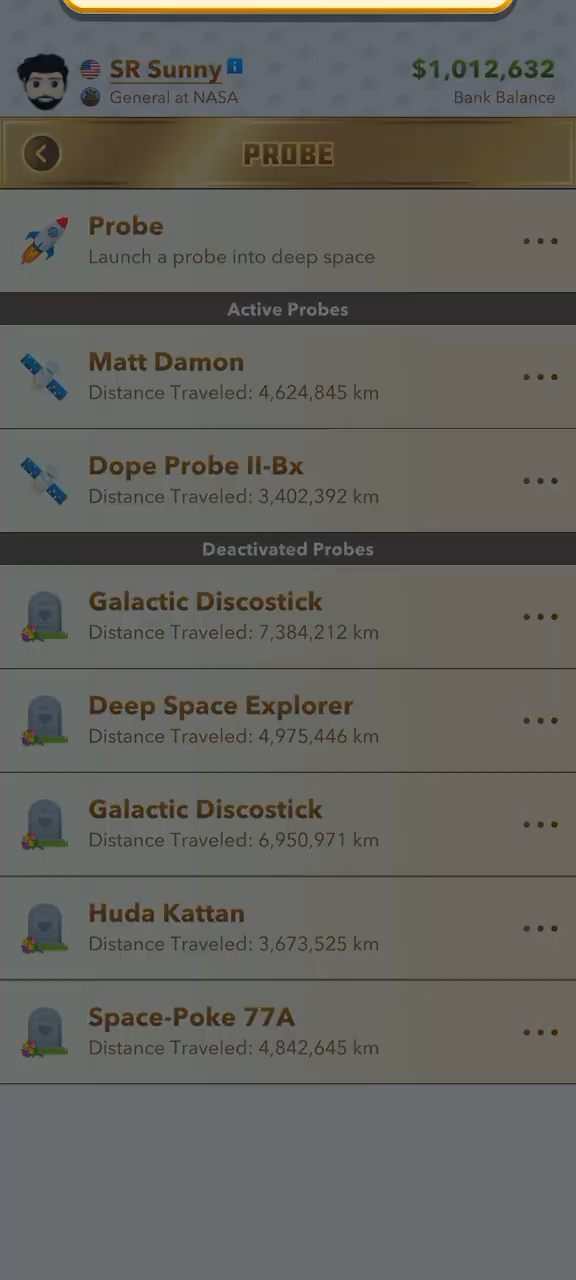 SR Sunny
$1,012,632
General at NASA
Bank Balance
PROBE
Probe
Launch a probe into deep space
Active Probes
Matt Damon
Distance Traveled: 4,624,845 km
Dope Probe II-Bx
Distance Traveled: 3,402,392 km
Deactivated Probes
Galactic Discostick
Distance Traveled: 7,384,212 km
Deep Space Explorer
Distance Traveled: 4,975,446 km
Galactic Discostick
Distance Traveled: 6,950,971 km
Huda Kattan
Distance Traveled: 3,673,525 km
Space-Poke 77A
Distance Traveled: 4,842,645 km